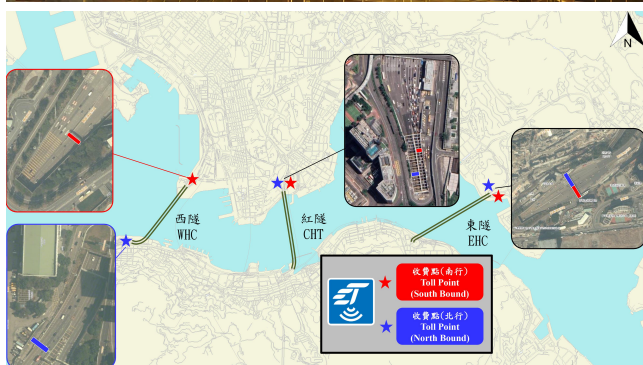 N
西隧
WHC
紅隧
CHT
東隧
EHC
收費點(南行)
Toll Point
(South Bound)
收費點(北行)
Toll Point
(North Bound)